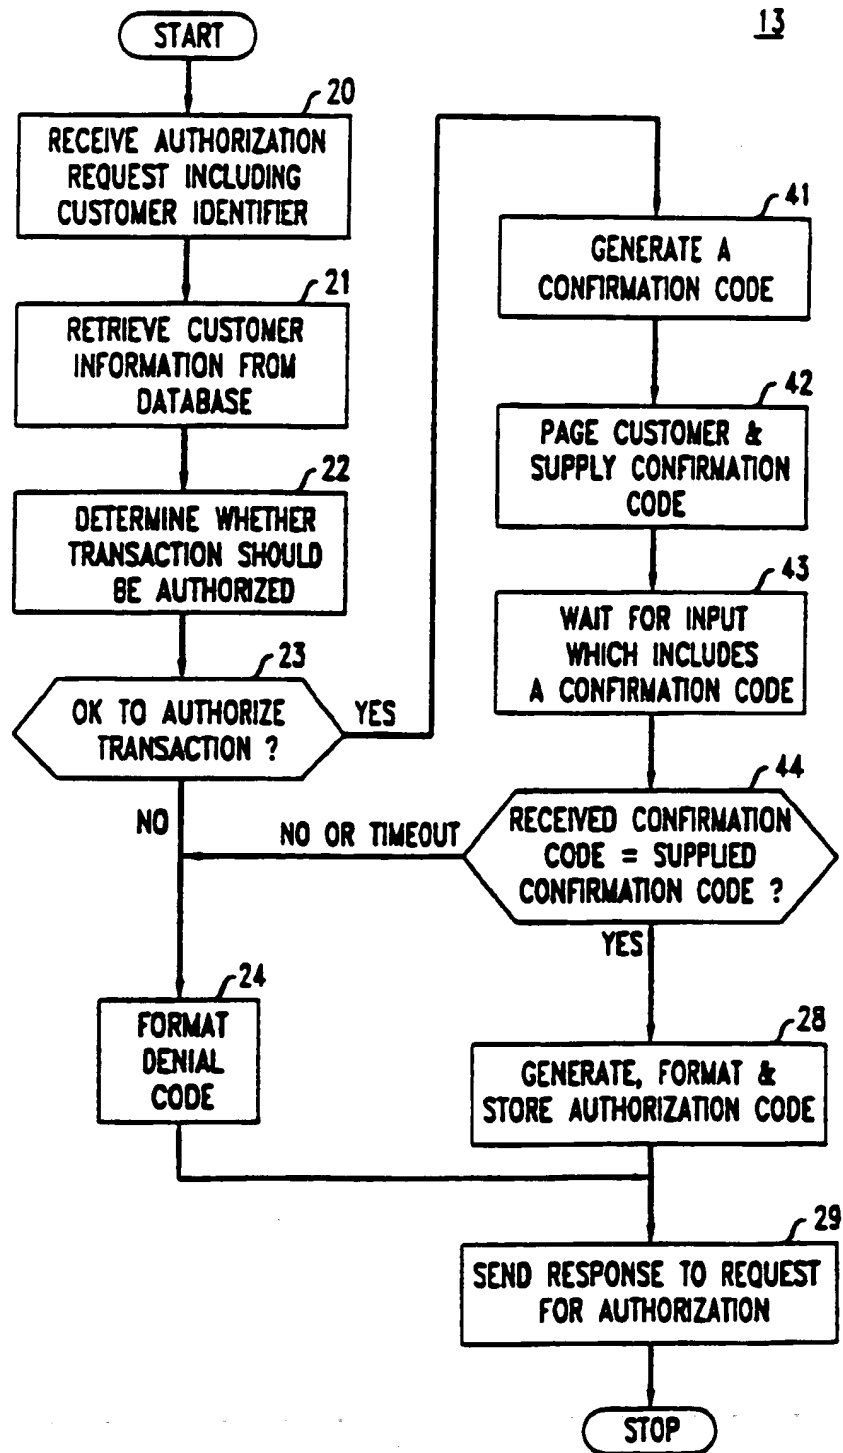 START
13
20
RECEIVE AUTHORIZATION
REQUEST INCLUDING
CUSTOMER IDENTIFIER
21
RETRIEVE CUSTOMER
INFORMATION FROM
DATABASE
22
DETERMINE WHETHER
TRANSACTION SHOULD
BE AUTHORIZED
23
OK TO AUTHORIZE
TRANSACTION ?
YES
NO
41
GENERATE A
CONFIRMATION CODE
42
PAGE CUSTOMER &
SUPPLY CONFIRMATION
CODE
43
WAIT FOR INPUT
WHICH INCLUDES
A CONFIRMATION CODE
44
RECEIVED CONFIRMATION
CODE = SUPPLIED
CONFIRMATION CODE ?
NO OR TIMEOUT
YES
24
FORMAT
DENIAL
CODE
28
GENERATE, FORMAT &
STORE AUTHORIZATION CODE
29
SEND RESPONSE TO REQUEST
FOR AUTHORIZATION
STOP